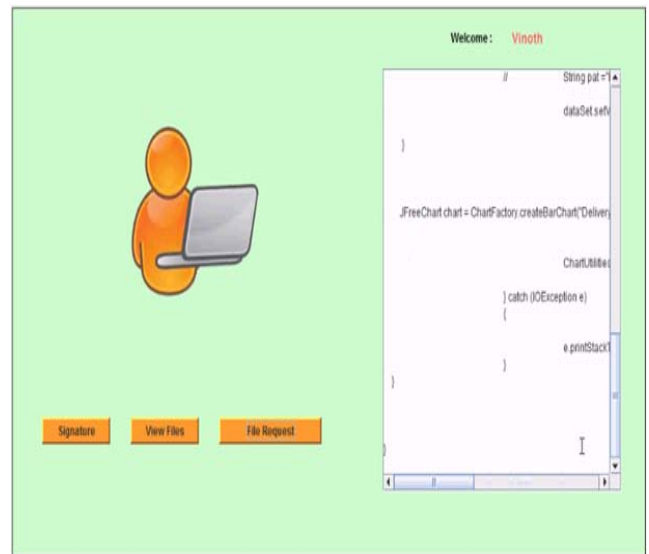 Welcome : Vinoth
// String pat ="
dataSet.setV
}
JFreeChart chart = ChartFactory.createBarChart("Delivery
ChartUtilities
} catch (IOException e)
{
e.printStackT
}
}
}
Signature View Files File Request